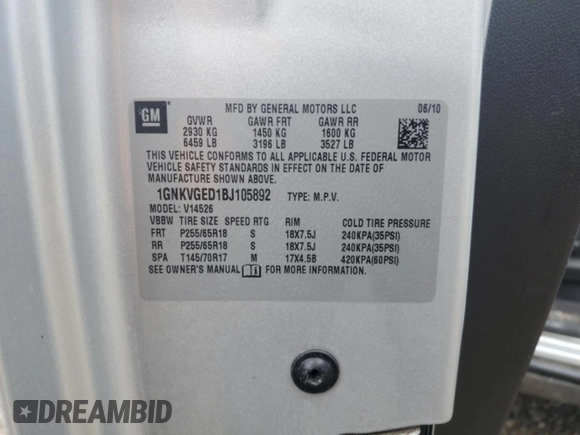 GM
MFD BY GENERAL MOTORS LLC 06/10
GVWR GAWR FRT GAWR RR
2930 KG 1450 KG 1600 KG
6459 LB 3196 LB 3527 LB
THIS VEHICLE CONFORMS TO ALL APPLICABLE U.S. FEDERAL MOTOR
VEHICLE SAFETY STANDARDS IN EFFECT ON THE DATE OF
MANUFACTURE SHOWN ABOVE.
1GNKVGED1BJ105892 TYPE: M.P.V.
MODEL: V14526
VBBW TIRE SIZE SPEED RTG RIM COLD TIRE PRESSURE
FRT P255/65R18 S 18X7.5J 240KPA(35PSI)
RR P255/65R18 S 18X7.5J 240KPA(35PSI)
SPA T145/70R17 M 17X4.5B 420KPA(60PSI)
SEE OWNER'S MANUAL FOR MORE INFORMATION.
DREAMBID